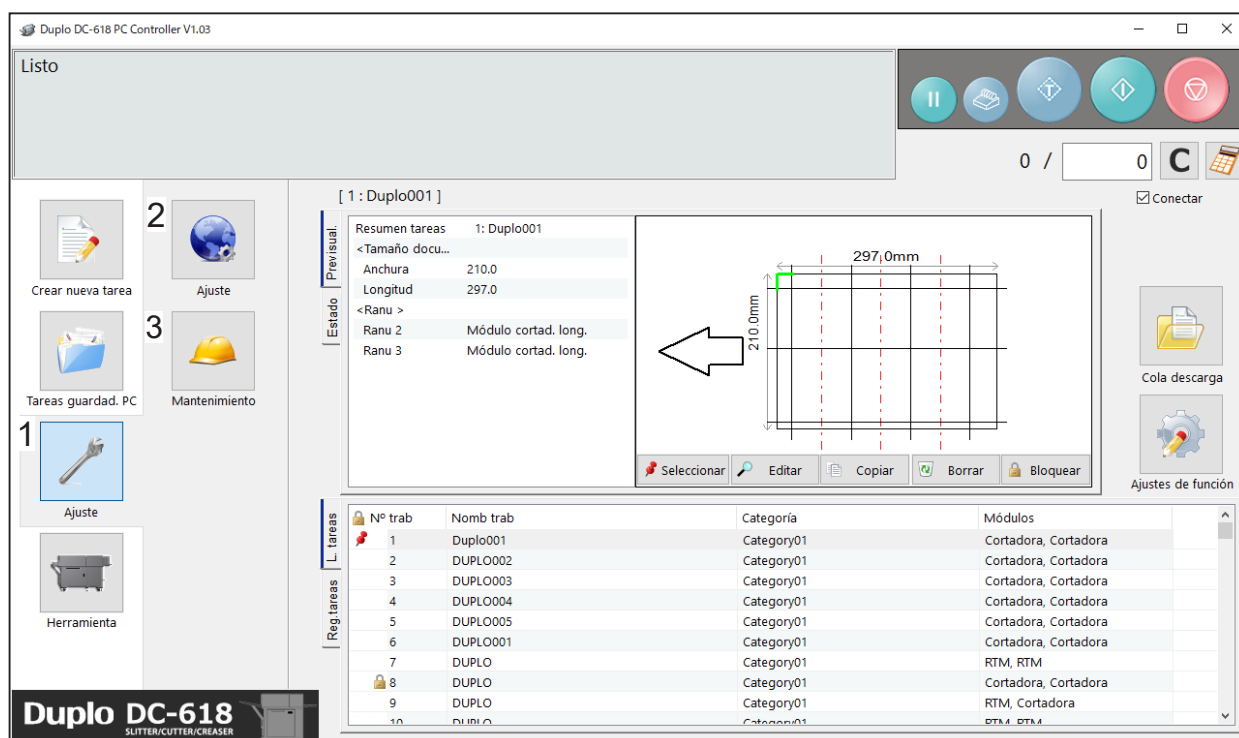 Duplo DC-618 PC Controller V1.03
Listo
0 / 0 C
[ 1 : Duplo001 ]
Conectar
1
2
3
Crear nueva tarea
Ajuste
Tareas guardad. PC
Mantenimiento
Ajuste
Herramienta
Previsual.
Estado
Resumen tareas 1: Duplo001
<Tamaño docu...
Anchura 210.0
Longitud 297.0
<Ranu >
Ranu 2 Módulo cortad. long.
Ranu 3 Módulo cortad. long.
297.0mm
210.0mm
Seleccionar Editar Copiar Borrar Bloquear
Cola descarga
Ajustes de función
L. tareas
Reg.tareas
Nº trab Nomb trab Categoría Módulos
1 Duplo001 Category01 Cortadora, Cortadora
2 DUPLO002 Category01 Cortadora, Cortadora
3 DUPLO003 Category01 Cortadora, Cortadora
4 DUPLO004 Category01 Cortadora, Cortadora
5 DUPLO005 Category01 Cortadora, Cortadora
6 DUPLO001 Category01 Cortadora, Cortadora
7 DUPLO Category01 RTM, RTM
8 DUPLO Category01 Cortadora, Cortadora
9 DUPLO Category01 RTM, Cortadora
10 DUPLO Category01 RTM, RTM
Duplo DC-618
SLITTER/CUTTER/CREASER